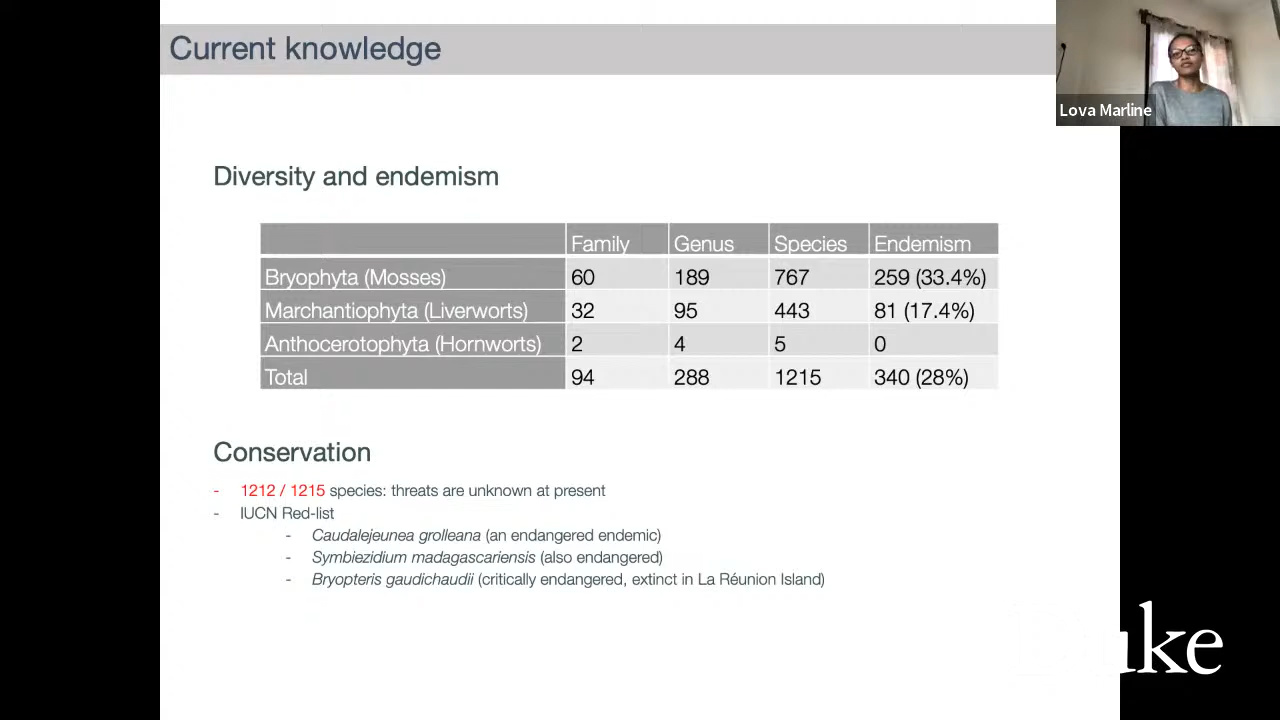 Current knowledge
Lova Marline
Diversity and endemism
Family Genus Species Endemism
Bryophyta (Mosses) 60 189 767 259 (33.4%)
Marchantiophyta (Liverworts) 32 95 443 81 (17.4%)
Anthocerotophyta (Hornworts) 2 4 5 0
Total 94 288 1215 340 (28%)
Conservation
- 1212 / 1215 species: threats are unknown at present
- IUCN Red-list
- Caudalejeunea grolleana (an endangered endemic)
- Symbiezidium madagascariensis (also endangered)
- Bryopteris gaudichaudii (critically endangered, extinct in La Réunion Island)
Duke